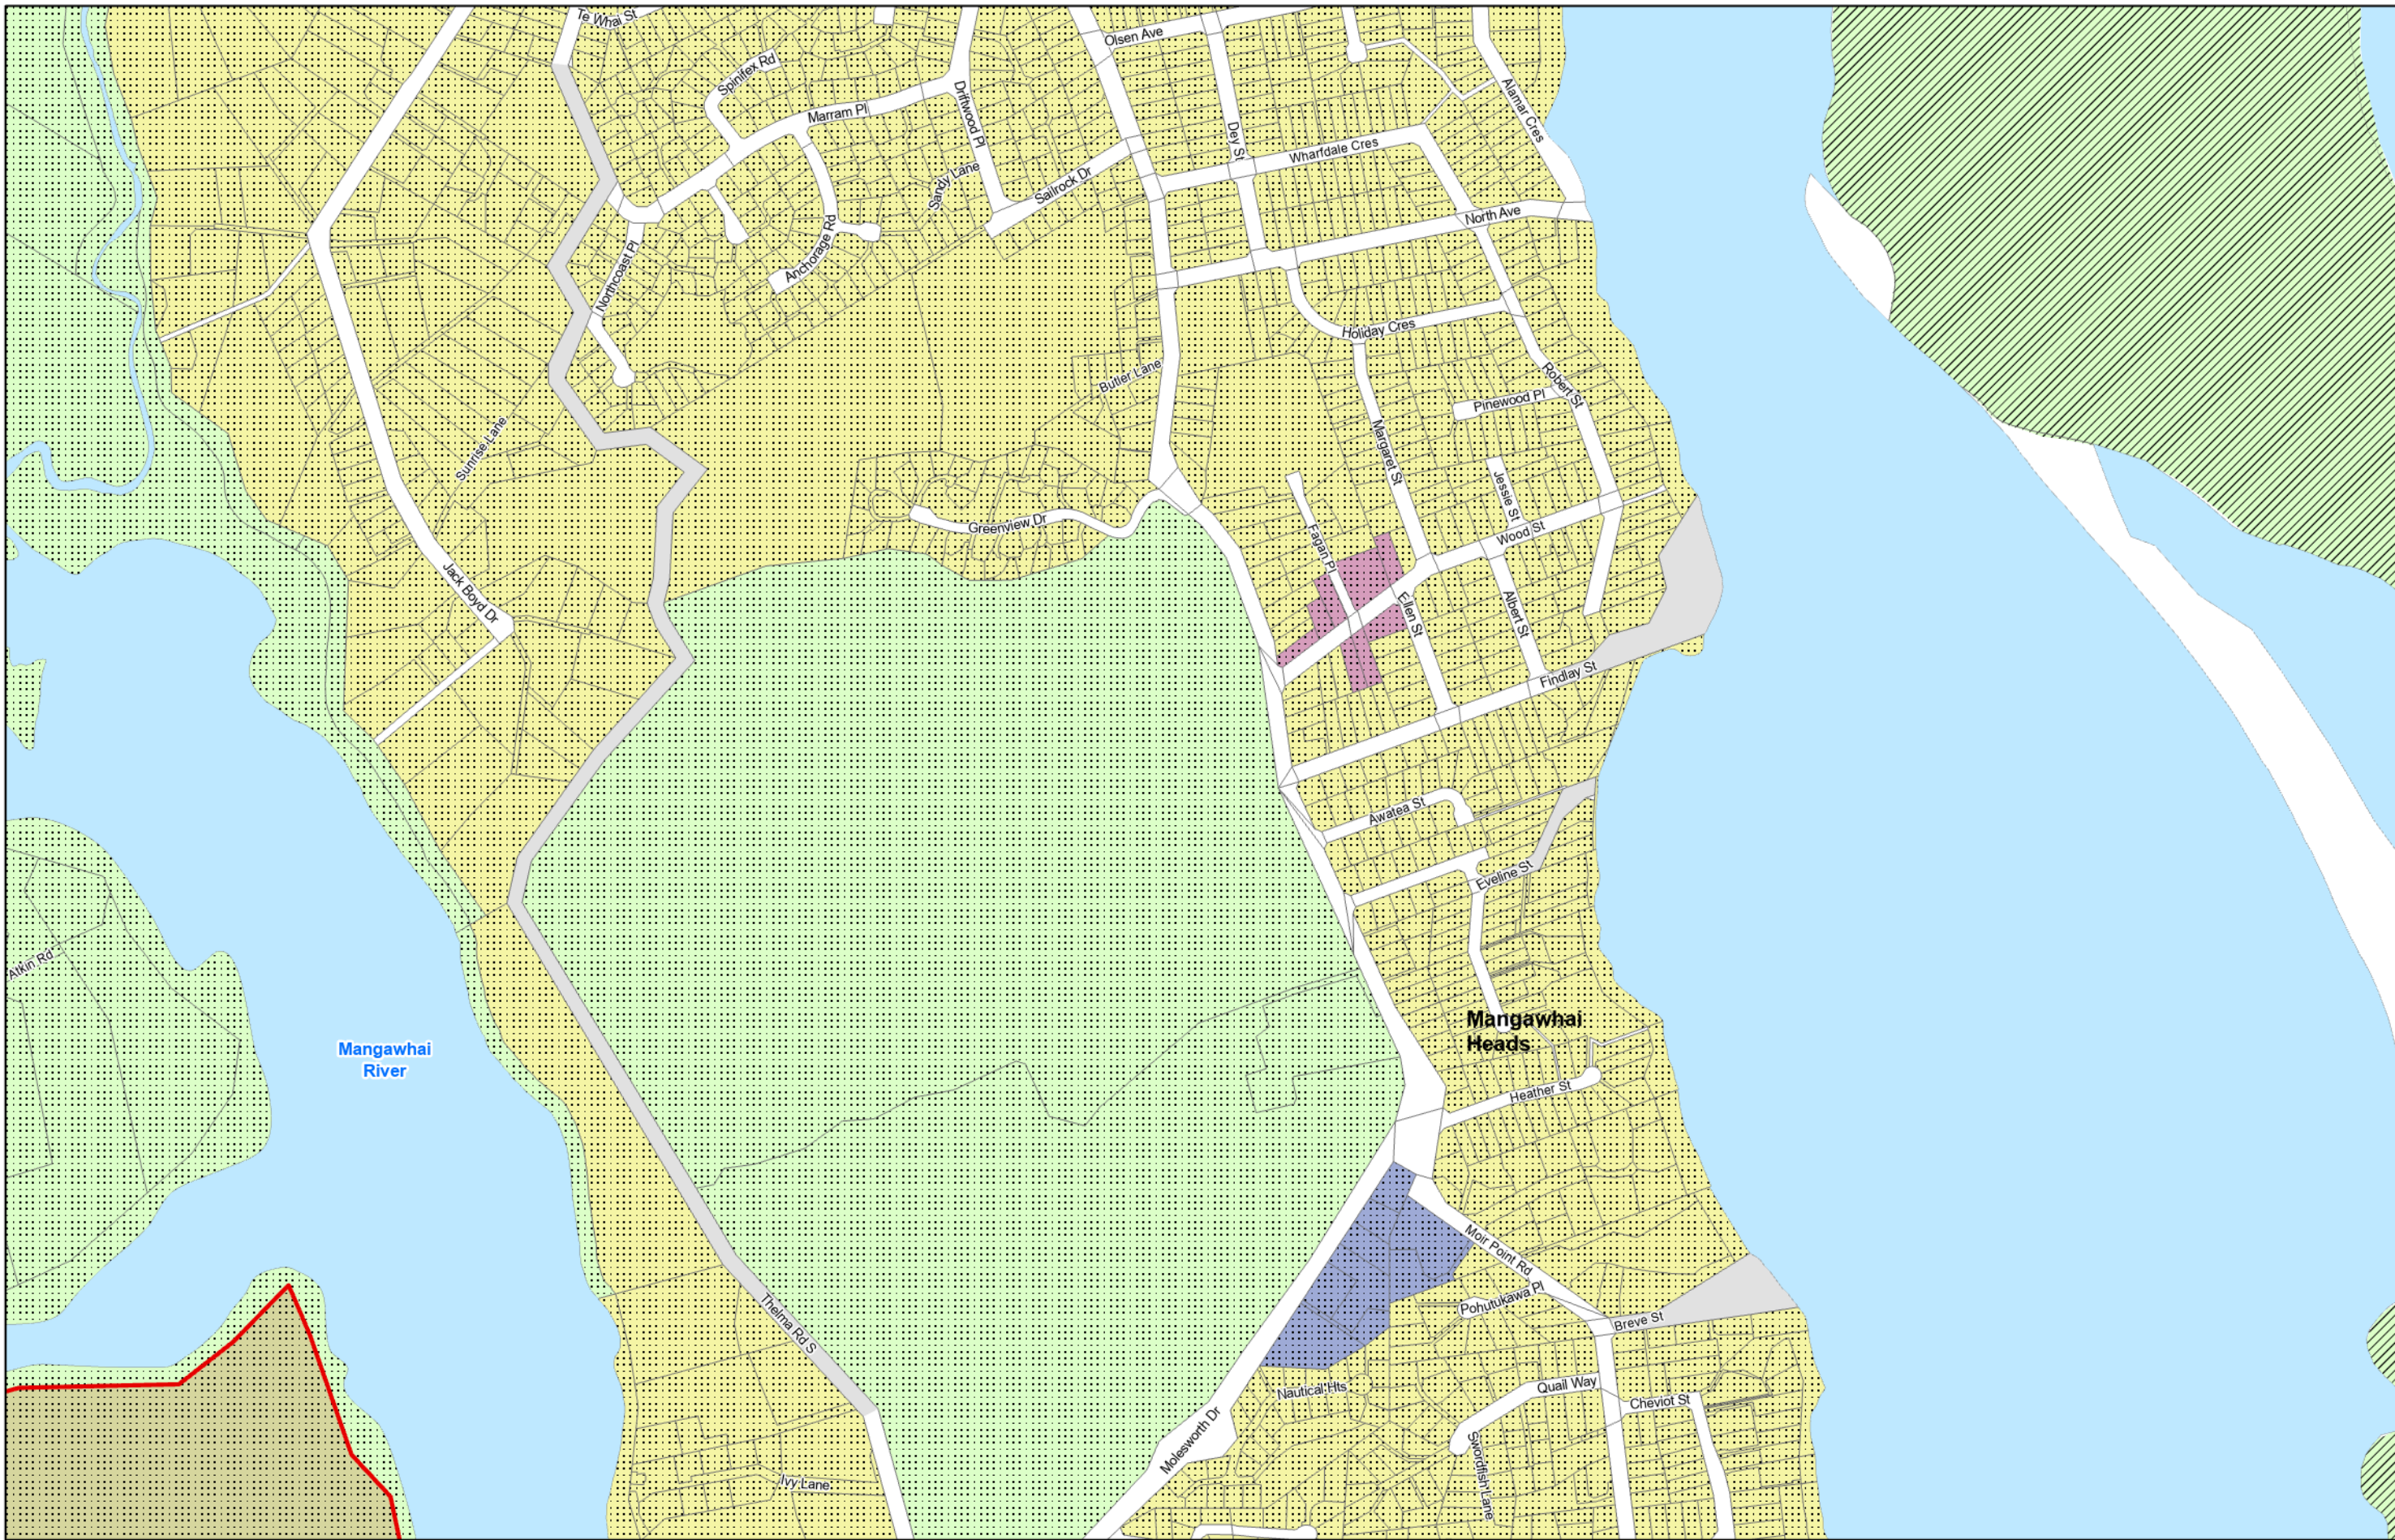 Te Whai St
Olsen Ave
Spinifex Rd
Marram Pl
Driftwood Pl
Dey St
Alamar Cres
Wharfdale Cres
Sandy Lane
Sailrock Dr
North Ave
Anchorage Rd
Northcoast Pl
Holiday Cres
Butler Lane
Robert St
Pinewood Pl
Sunrise Lane
Margaret St
Jessie St
Greenview Dr
Fagan Pl
Wood St
Jack Boyd Dr
Ellen St
Albert St
Findlay St
Awatea St
Eveline St
Atkin Rd
Mangawhai
Heads
Mangawhai
River
Heather St
Moir Point Rd
Pohutukawa Pl
Thelma Rd S
Breve St
Nautical Hts
Quail Way
Cheviot St
Molesworth Dr
Swordfish Lane
Ivy Lane